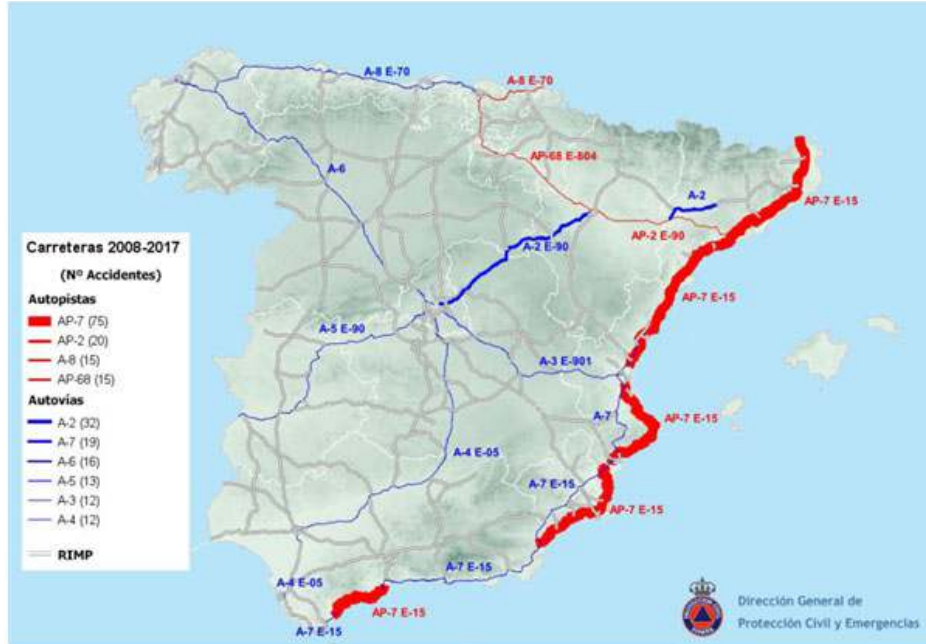 A-8 E-70
A-8 E-70
AP-68 E-804
A-6
A-2
AP-7 E-15
AP-2 E-90
A-2 E-90
AP-7 E-15
A-5 E-90
A-3 E-901
A-7
AP-7 E-15
A-4 E-05
A-7 E-15
AP-7 E-15
A-7 E-15
A-4 E-05
AP-7 E-15
A-7 E-15
Carreteras 2008-2017
(Nº Accidentes)
Autopistas
AP-7 (75)
AP-2 (20)
A-8 (15)
AP-68 (15)
Autovías
A-2 (32)
A-7 (19)
A-6 (16)
A-5 (13)
A-3 (12)
A-4 (12)
RIMP
Dirección General de
Protección Civil y Emergencias